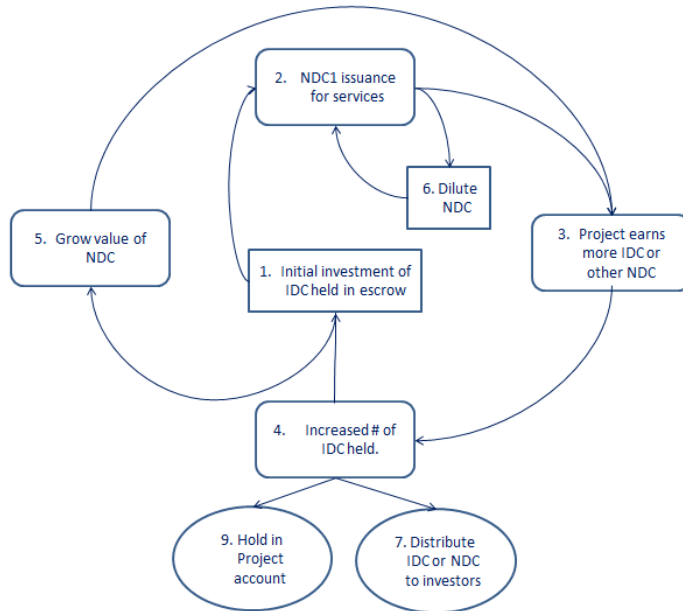 2. NDC1 issuance
for services
6. Dilute
NDC
5. Grow value of
NDC
3. Project earns
more IDC or
other NDC
1. Initial investment of
IDC held in escrow
4. Increased # of
IDC held.
9. Hold in
Project
account
7. Distribute
IDC or NDC
to investors